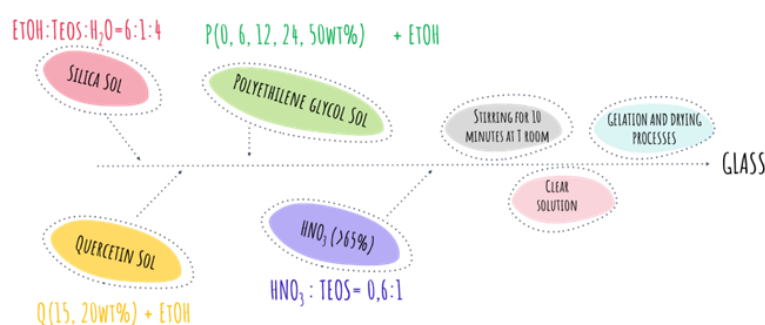 EtOH:Teos:H₂O=6:1:4
Silica Sol
P(0, 6, 12, 24, 50wt%) + EtOH
Polyethilene glycol Sol
Stirring for 10
minutes at T room
Gelation and drying
processes
GLASS
Clear
solution
Quercetin Sol
Q(15, 20wt%) + EtOH
HNO₃ (>65%)
HNO₃ : TEOS= 0,6:1